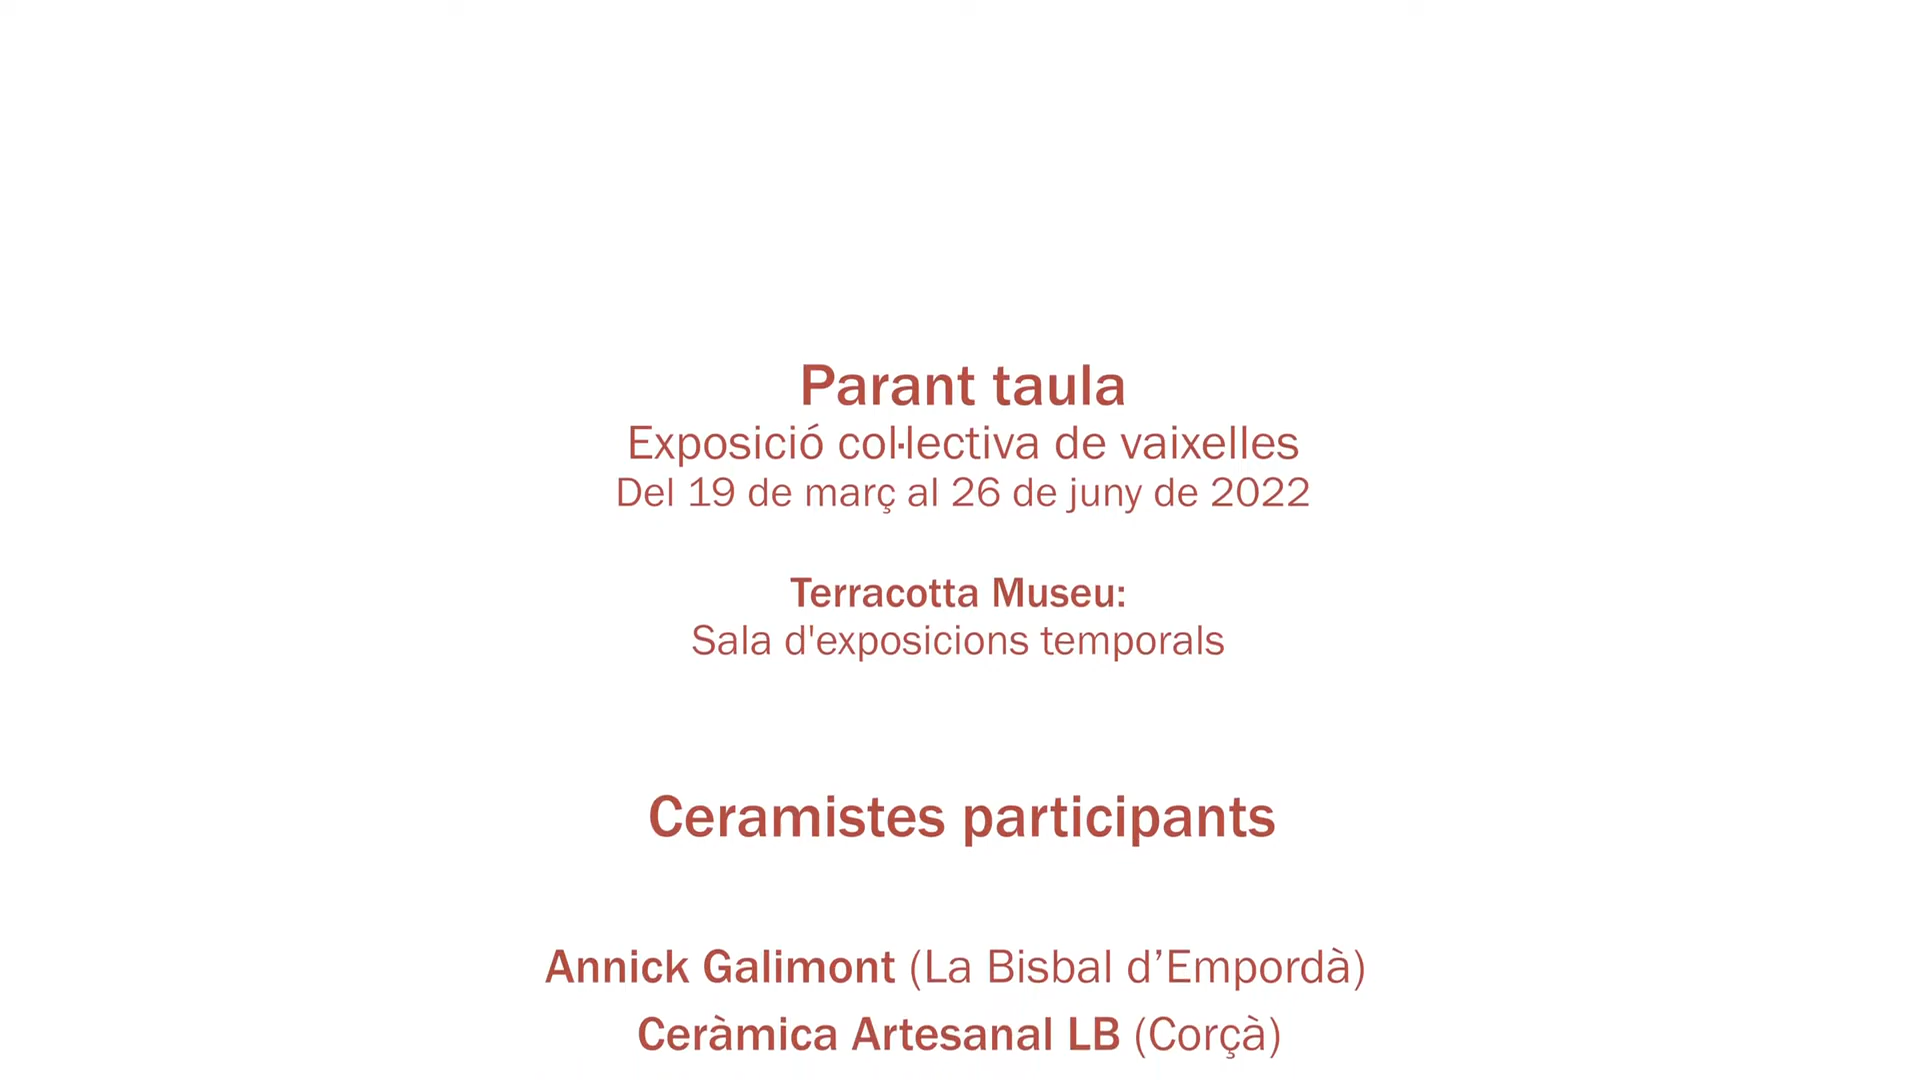 Parant taula
Exposició col·lectiva de vaixelles
Del 19 de març al 26 de juny de 2022
Terracotta Museu:
Sala d'exposicions temporals
Ceramistes participants
Annick Galimont (La Bisbal d’Empordà)
Ceràmica Artesanal LB (Corçà)